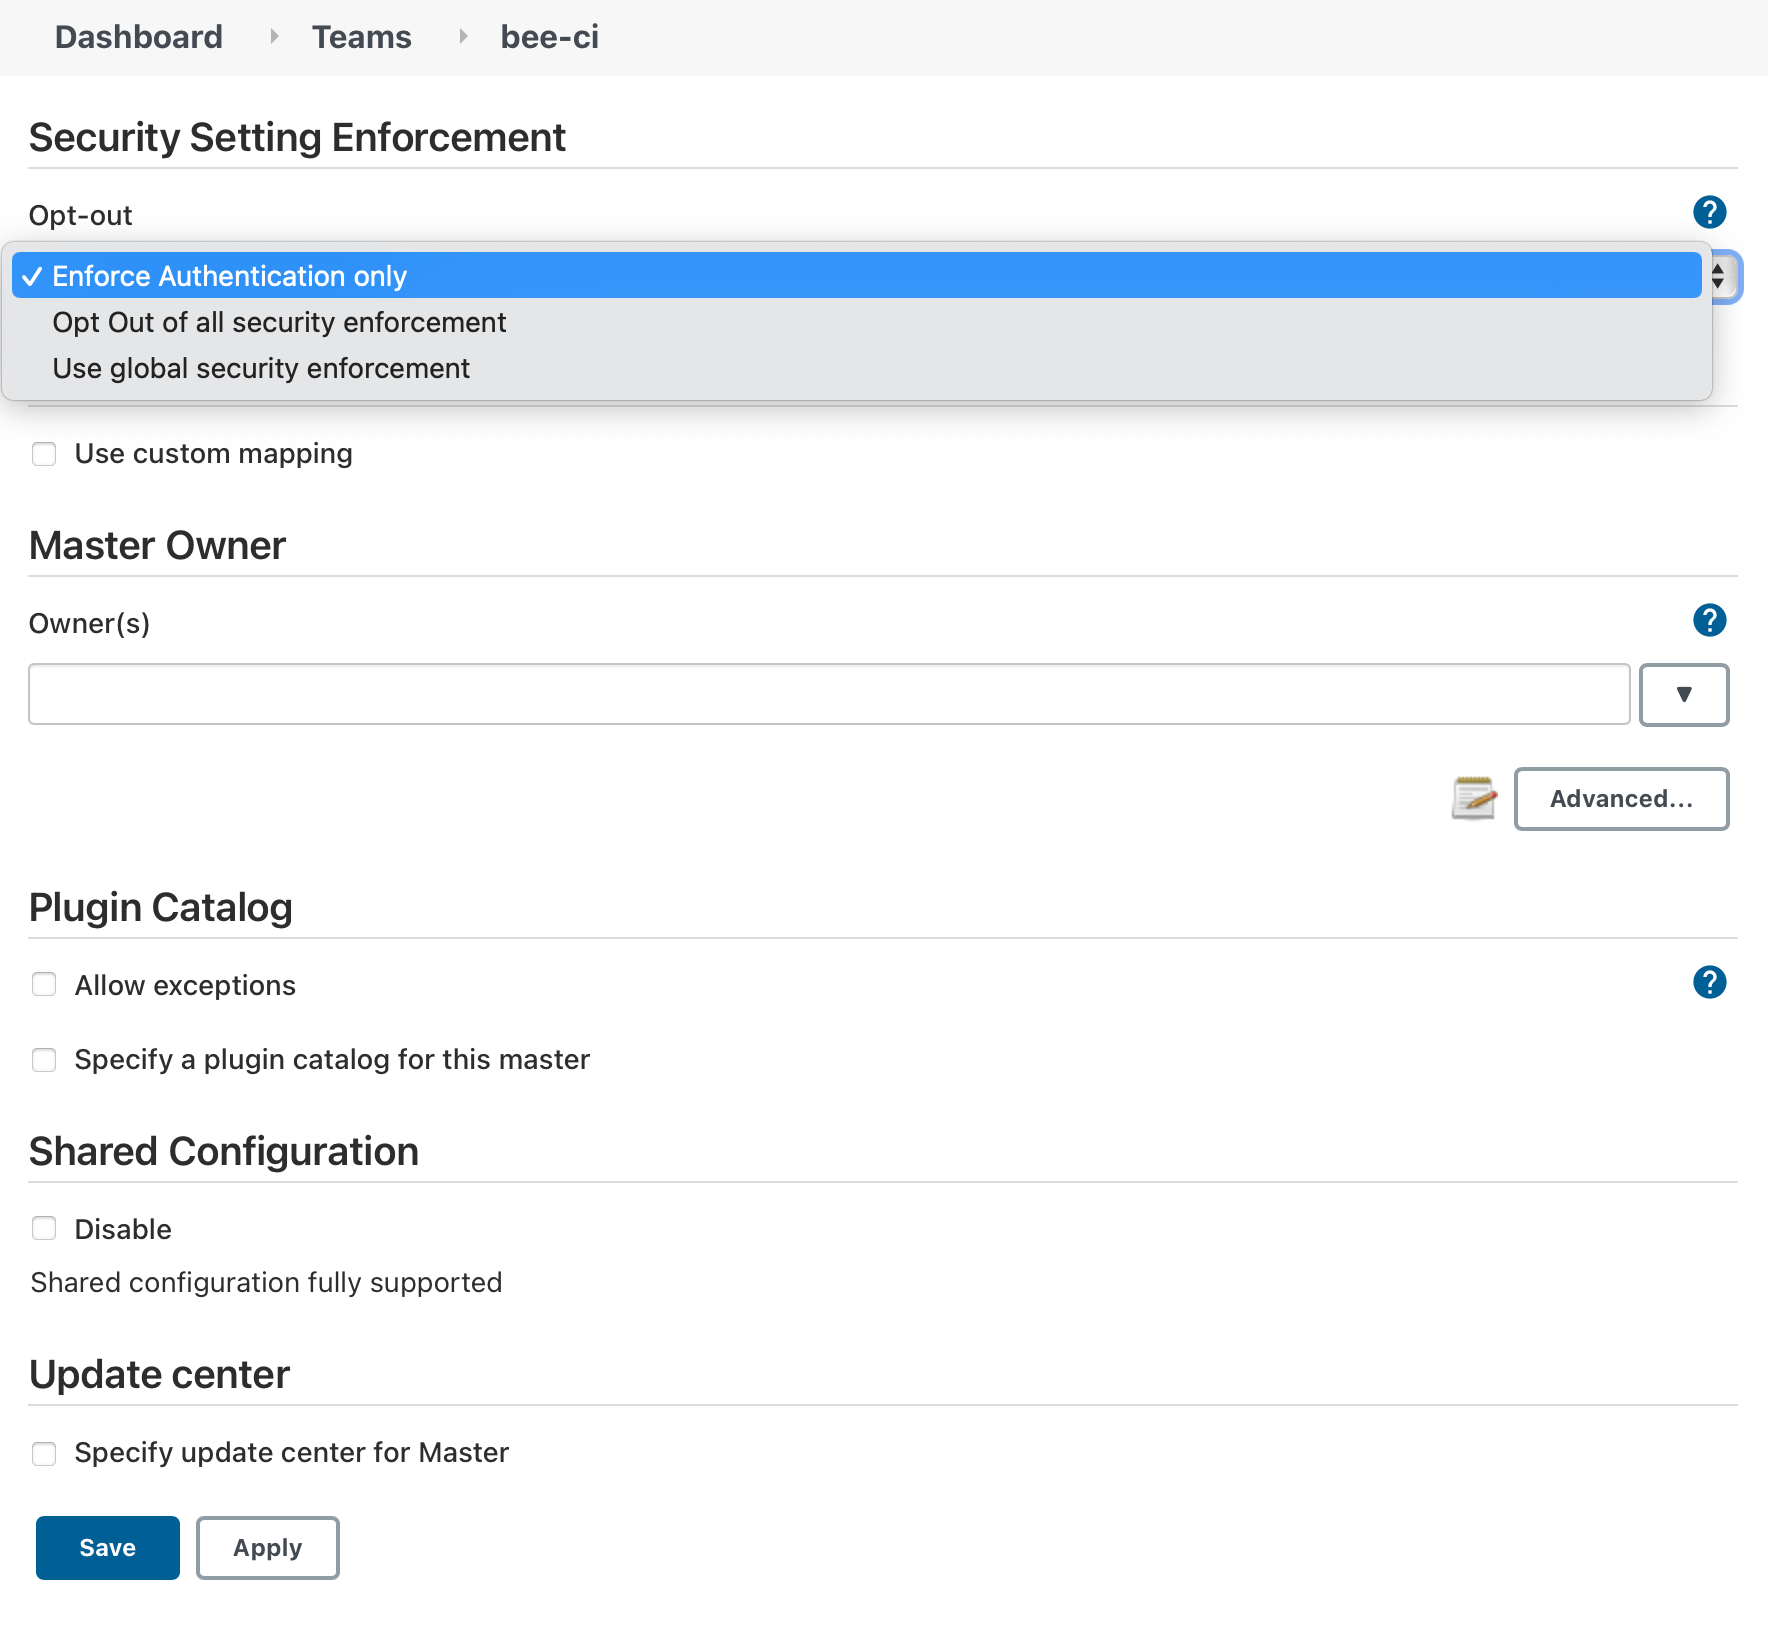 Dashboard Teams bee-ci
Security Setting Enforcement
Opt-out
?
✓ Enforce Authentication only
Opt Out of all security enforcement
Use global security enforcement
Use custom mapping
Master Owner
Owner(s)
?
Advanced...
Plugin Catalog
Allow exceptions
?
Specify a plugin catalog for this master
Shared Configuration
Disable
Shared configuration fully supported
Update center
Specify update center for Master
Save Apply